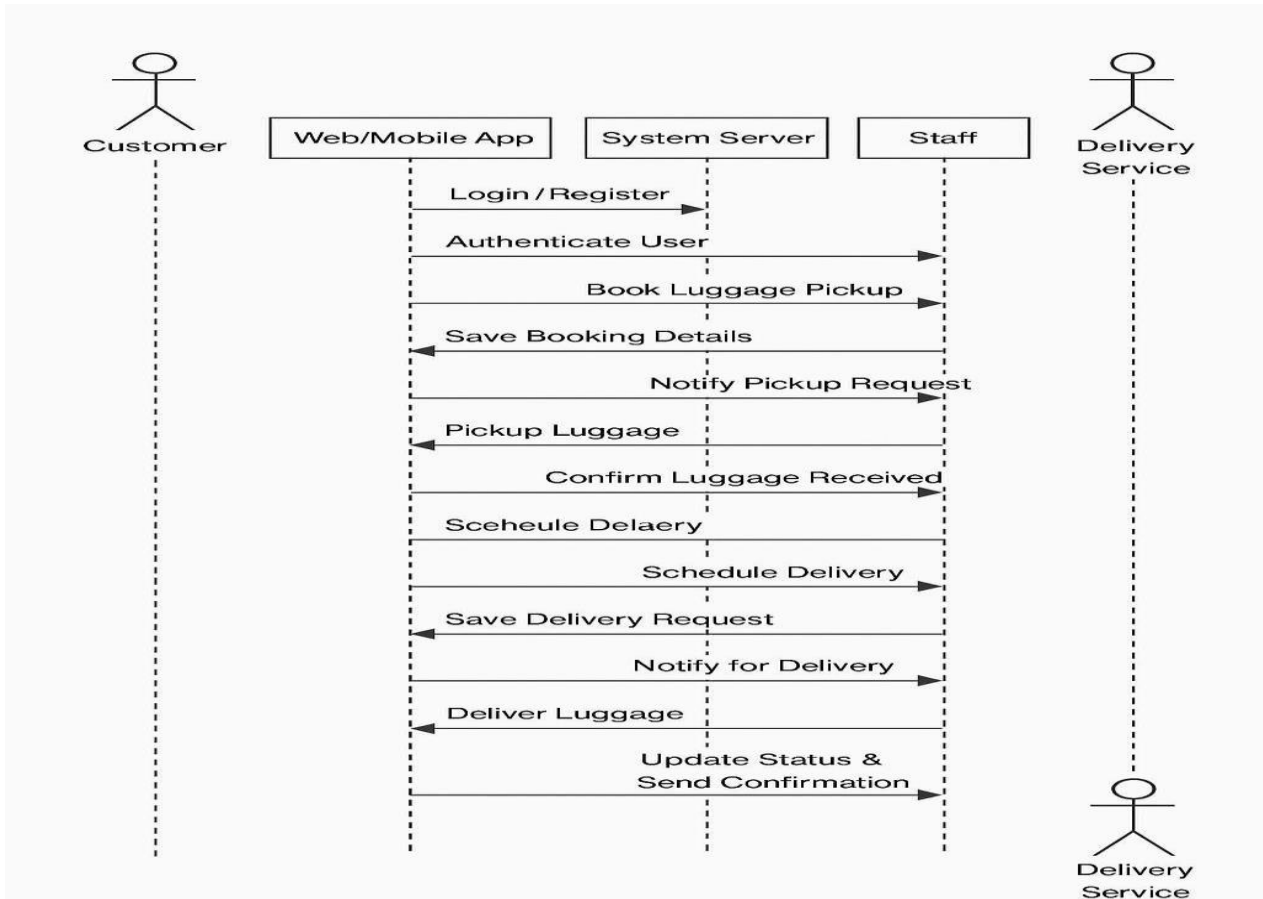 Customer
Web/Mobile App
System Server
Staff
Delivery
Service
Login/Register
Authenticate User
Book Luggage Pickup
Save Booking Details
Notify Pickup Request
Pickup Luggage
Confirm Luggage Received
Sceheule Delaery
Schedule Delivery
Save Delivery Request
Notify for Delivery
Deliver Luggage
Update Status &
Send Confirmation
Delivery
Service